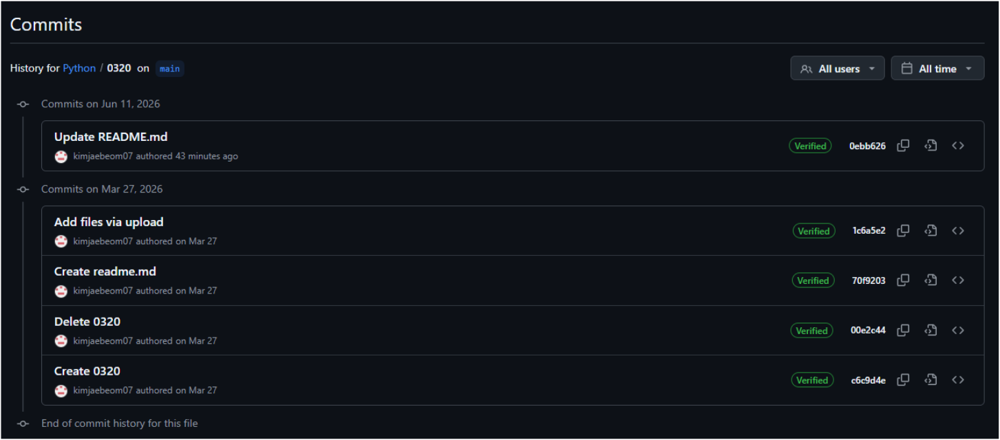 Commits
History for Python / 0320 on main
All users
All time
Commits on Jun 11, 2026
Update README.md
Verified 0ebb626
kimjaebeom07 authored 43 minutes ago
Commits on Mar 27, 2026
Add files via upload
Verified 1c6a5e2
kimjaebeom07 authored on Mar 27
Create readme.md
Verified 70f9203
kimjaebeom07 authored on Mar 27
Delete 0320
Verified 00e2c44
kimjaebeom07 authored on Mar 27
Create 0320
Verified c6c9d4e
kimjaebeom07 authored on Mar 27
End of commit history for this file